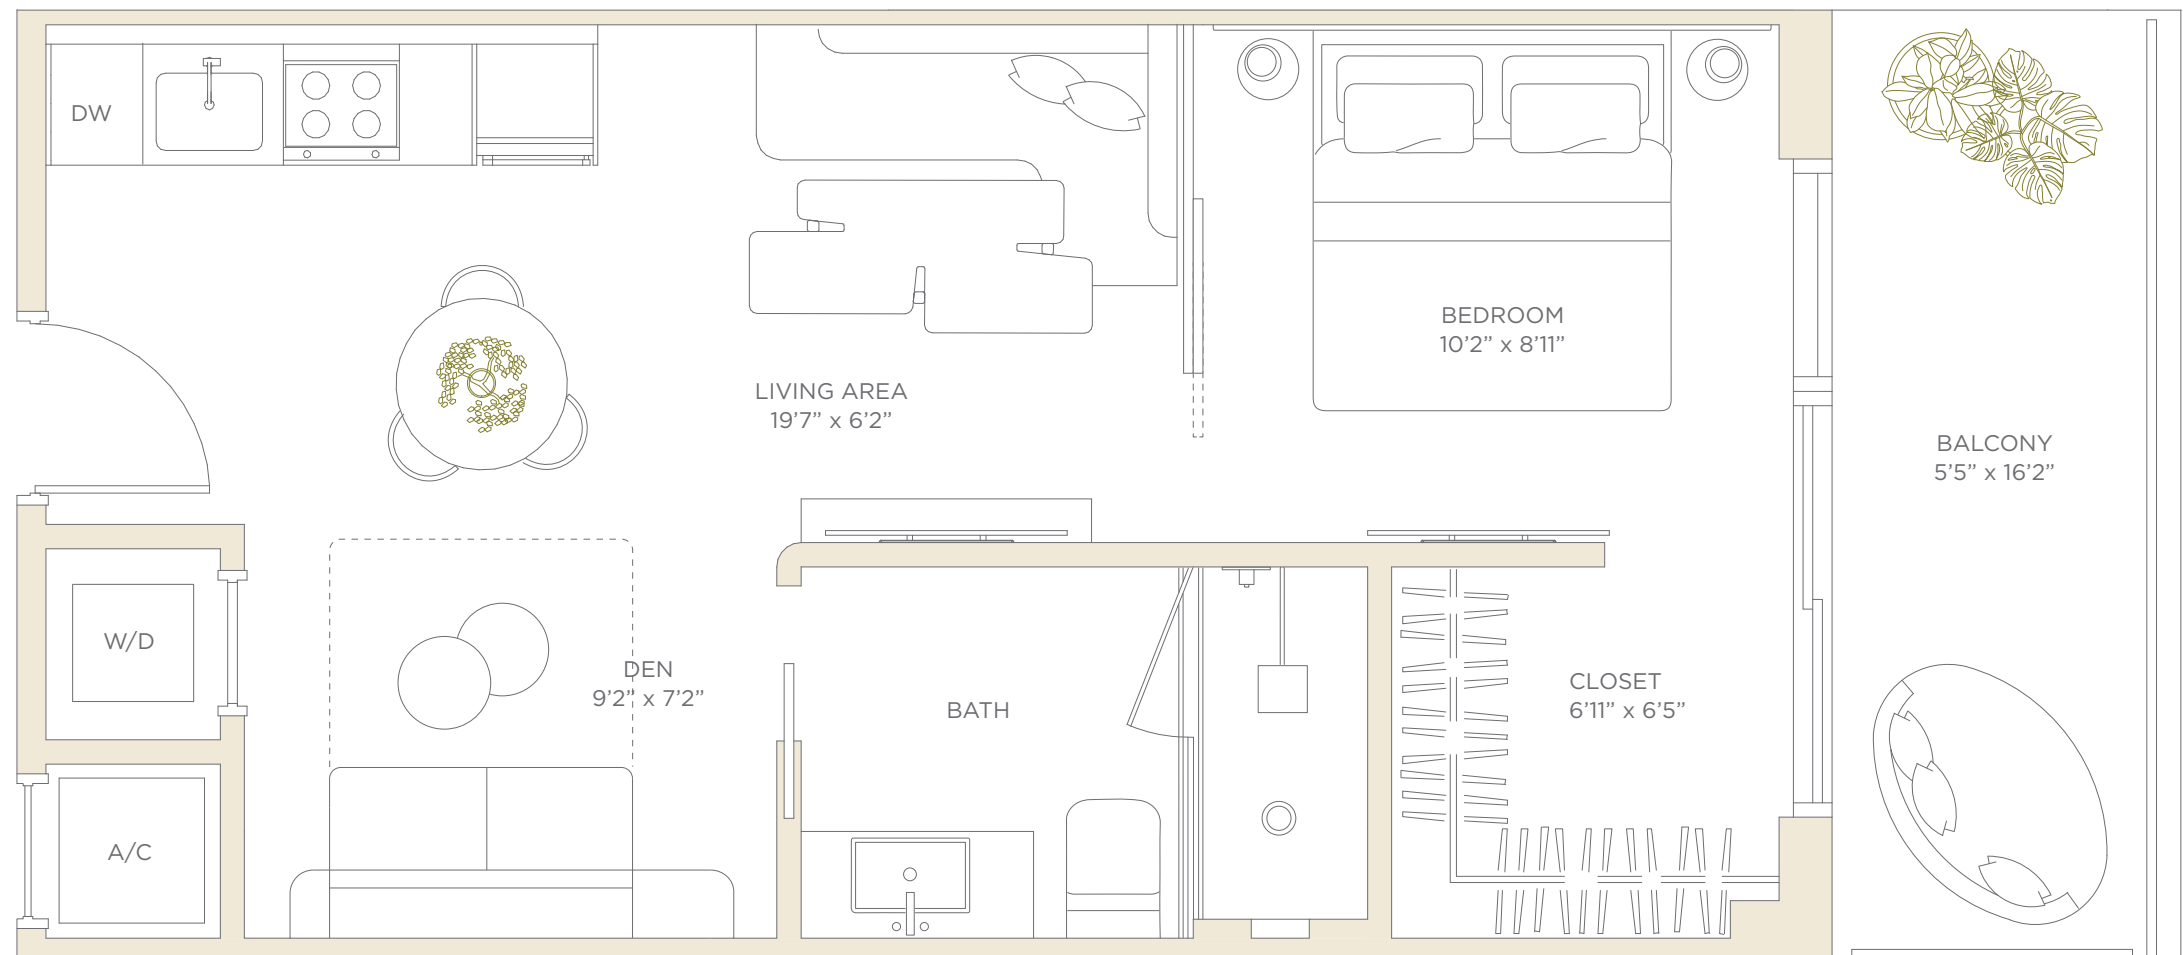 DW
BEDROOM
10’2” x 8’11”
LIVING AREA
19’7” x 6’2”
BALCONY
5’5” x 16’2”
W/D
DEN
9’2” x 7’2”
BATH
CLOSET
6’11” x 6’5”
A/C